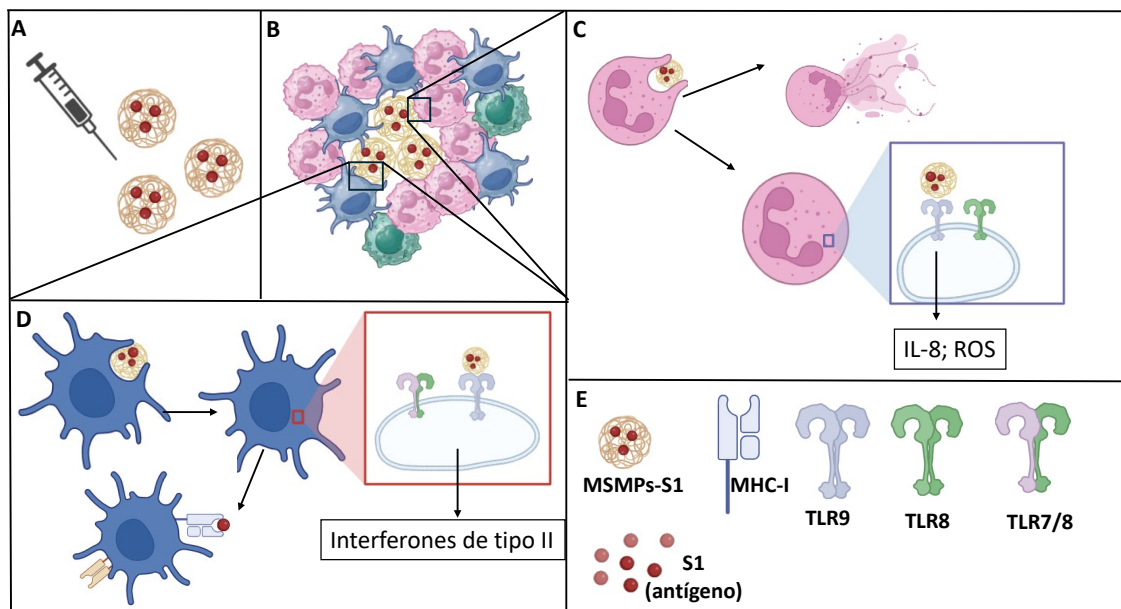 A
B
C
IL-8; ROS
D
Interferones de tipo II
E
MSMPs-S1
MHC-I
TLR9
TLR8
TLR7/8
S1
(antígeno)